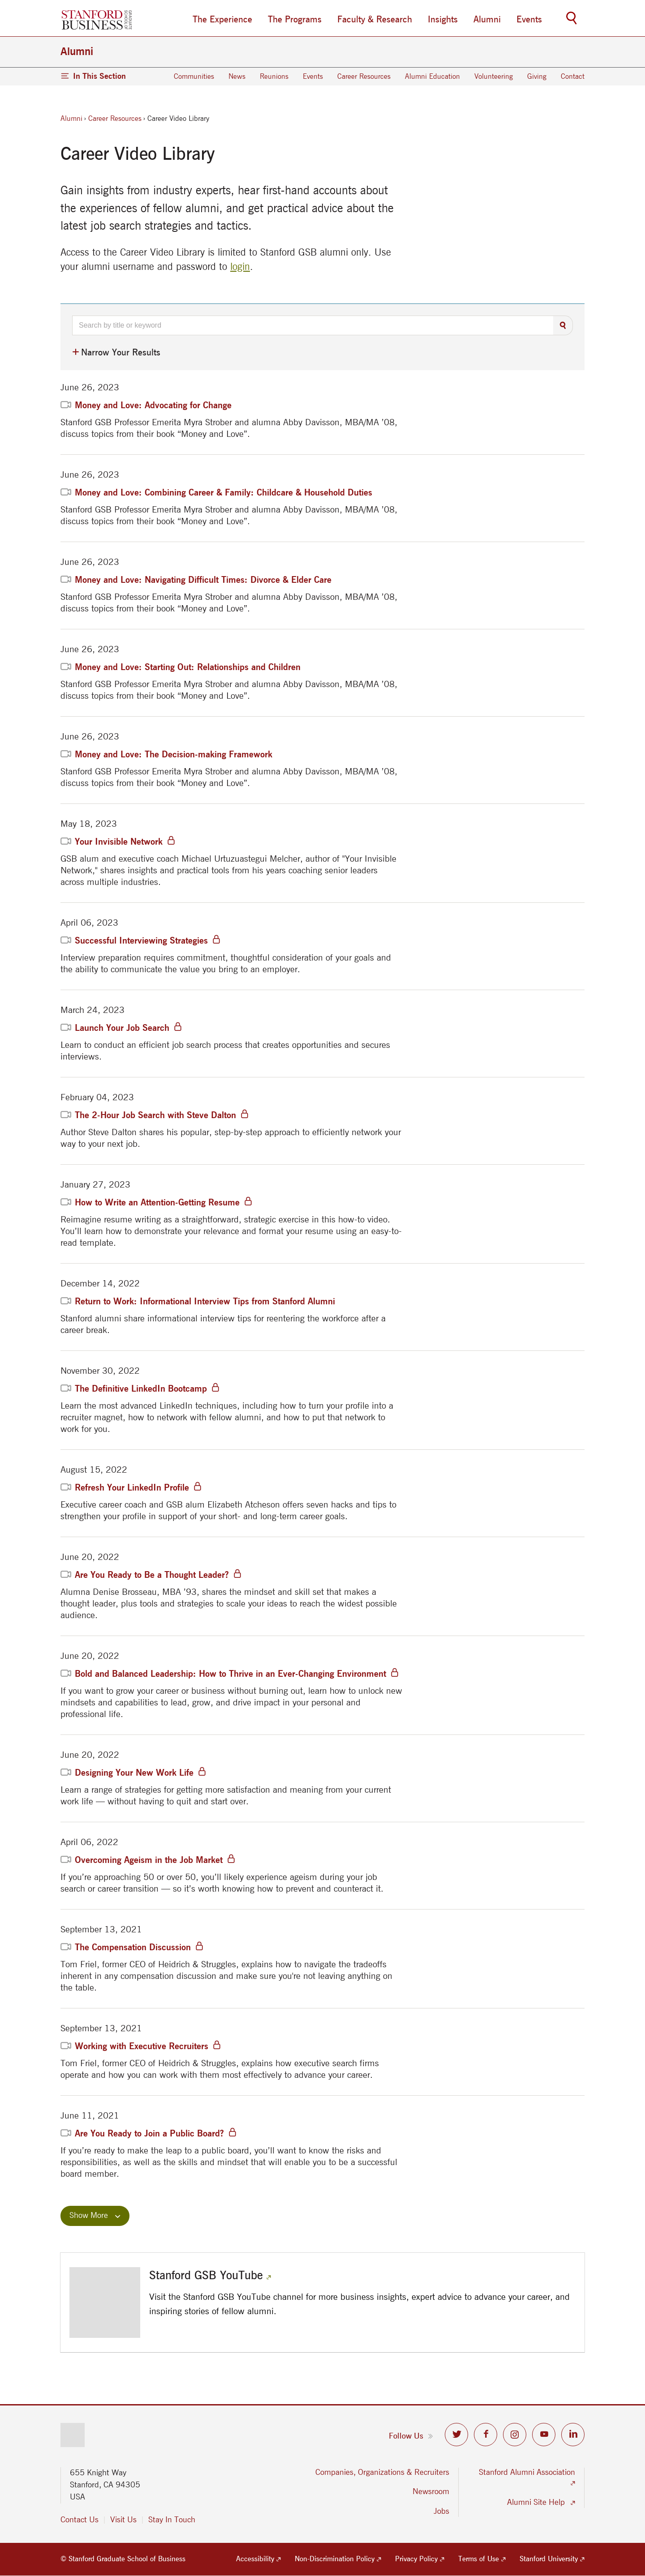 STANFORD
BUSINESS
The Experience
The Programs
Faculty & Research
Insights
Alumni
Events
Alumni
In This Section
Communities
News
Reunions
Events
Career Resources
Alumni Education
Volunteering
Giving
Contact
Alumni › Career Resources › Career Video Library
Career Video Library
Gain insights from industry experts, hear first-hand accounts about
the experiences of fellow alumni, and get practical advice about the
latest job search strategies and tactics.
Access to the Career Video Library is limited to Stanford GSB alumni only. Use
your alumni username and password to login.
Search by title or keyword
+ Narrow Your Results
June 26, 2023
Money and Love: Advocating for Change
Stanford GSB Professor Emerita Myra Strober and alumna Abby Davisson, MBA/MA ’08,
discuss topics from their book “Money and Love”.
June 26, 2023
Money and Love: Combining Career & Family: Childcare & Household Duties
Stanford GSB Professor Emerita Myra Strober and alumna Abby Davisson, MBA/MA ’08,
discuss topics from their book “Money and Love”.
June 26, 2023
Money and Love: Navigating Difficult Times: Divorce & Elder Care
Stanford GSB Professor Emerita Myra Strober and alumna Abby Davisson, MBA/MA ’08,
discuss topics from their book “Money and Love”.
June 26, 2023
Money and Love: Starting Out: Relationships and Children
Stanford GSB Professor Emerita Myra Strober and alumna Abby Davisson, MBA/MA ’08,
discuss topics from their book “Money and Love”.
June 26, 2023
Money and Love: The Decision-making Framework
Stanford GSB Professor Emerita Myra Strober and alumna Abby Davisson, MBA/MA ’08,
discuss topics from their book “Money and Love”.
May 18, 2023
Your Invisible Network
GSB alum and executive coach Michael Urtuzuastegui Melcher, author of "Your Invisible
Network," shares insights and practical tools from his years coaching senior leaders
across multiple industries.
April 06, 2023
Successful Interviewing Strategies
Interview preparation requires commitment, thoughtful consideration of your goals and
the ability to communicate the value you bring to an employer.
March 24, 2023
Launch Your Job Search
Learn to conduct an efficient job search process that creates opportunities and secures
interviews.
February 04, 2023
The 2-Hour Job Search with Steve Dalton
Author Steve Dalton shares his popular, step-by-step approach to efficiently network your
way to your next job.
January 27, 2023
How to Write an Attention-Getting Resume
Reimagine resume writing as a straightforward, strategic exercise in this how-to video.
You’ll learn how to demonstrate your relevance and format your resume using an easy-to-
read template.
December 14, 2022
Return to Work: Informational Interview Tips from Stanford Alumni
Stanford alumni share informational interview tips for reentering the workforce after a
career break.
November 30, 2022
The Definitive LinkedIn Bootcamp
Learn the most advanced LinkedIn techniques, including how to turn your profile into a
recruiter magnet, how to network with fellow alumni, and how to put that network to
work for you.
August 15, 2022
Refresh Your LinkedIn Profile
Executive career coach and GSB alum Elizabeth Atcheson offers seven hacks and tips to
strengthen your profile in support of your short- and long-term career goals.
June 20, 2022
Are You Ready to Be a Thought Leader?
Alumna Denise Brosseau, MBA ’93, shares the mindset and skill set that makes a
thought leader, plus tools and strategies to scale your ideas to reach the widest possible
audience.
June 20, 2022
Bold and Balanced Leadership: How to Thrive in an Ever-Changing Environment
If you want to grow your career or business without burning out, learn how to unlock new
mindsets and capabilities to lead, grow, and drive impact in your personal and
professional life.
June 20, 2022
Designing Your New Work Life
Learn a range of strategies for getting more satisfaction and meaning from your current
work life — without having to quit and start over.
April 06, 2022
Overcoming Ageism in the Job Market
If you’re approaching 50 or over 50, you’ll likely experience ageism during your job
search or career transition — so it’s worth knowing how to prevent and counteract it.
September 13, 2021
The Compensation Discussion
Tom Friel, former CEO of Heidrich & Struggles, explains how to navigate the tradeoffs
inherent in any compensation discussion and make sure you're not leaving anything on
the table.
September 13, 2021
Working with Executive Recruiters
Tom Friel, former CEO of Heidrich & Struggles, explains how executive search firms
operate and how you can work with them most effectively to advance your career.
June 11, 2021
Are You Ready to Join a Public Board?
If you’re ready to make the leap to a public board, you’ll want to know the risks and
responsibilities, as well as the skills and mindset that will enable you to be a successful
board member.
Show More
Stanford GSB YouTube
Visit the Stanford GSB YouTube channel for more business insights, expert advice to advance your career, and
inspiring stories of fellow alumni.
Follow Us
655 Knight Way
Stanford, CA 94305
USA
Contact Us
Visit Us
Stay In Touch
Companies, Organizations & Recruiters
Newsroom
Jobs
Stanford Alumni Association
Alumni Site Help
© Stanford Graduate School of Business
Accessibility
Non-Discrimination Policy
Privacy Policy
Terms of Use
Stanford University